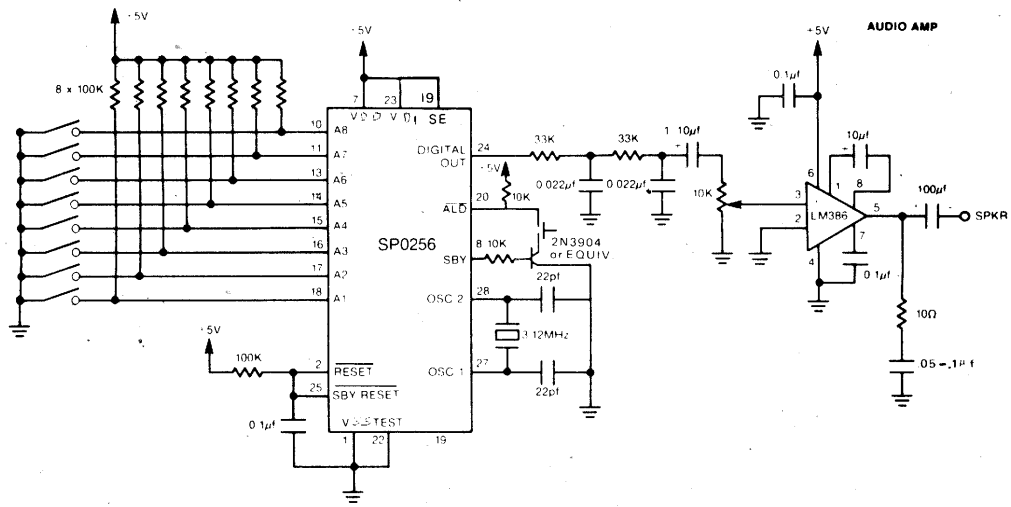 - 5V
8 x 100K
- 5V
7
23
19
VDD
VD1
SE
10
A8
11
A7
13
A6
14
A5
15
A4
16
A3
17
A2
18
A1
SP0256
DIGITAL
OUT
24
33K
33K
0.022µf
0.022µf
1
10µf
+
10K
-5V
10K
20
ALD
2N3904
or EQUIV.
SBY
8
10K
22pf
OSC 2
28
3.12MHz
OSC 1
27
22pf
- 5V
100K
2
RESET
25
SBY RESET
0.1µf
VSS
TEST
1
22
19
AUDIO AMP
+5V
0.1µf
10µf
+
6
1
8
3
2
LM386
5
7
4
0.1µf
100µf
SPKR
10Ω
.05 - .1µf